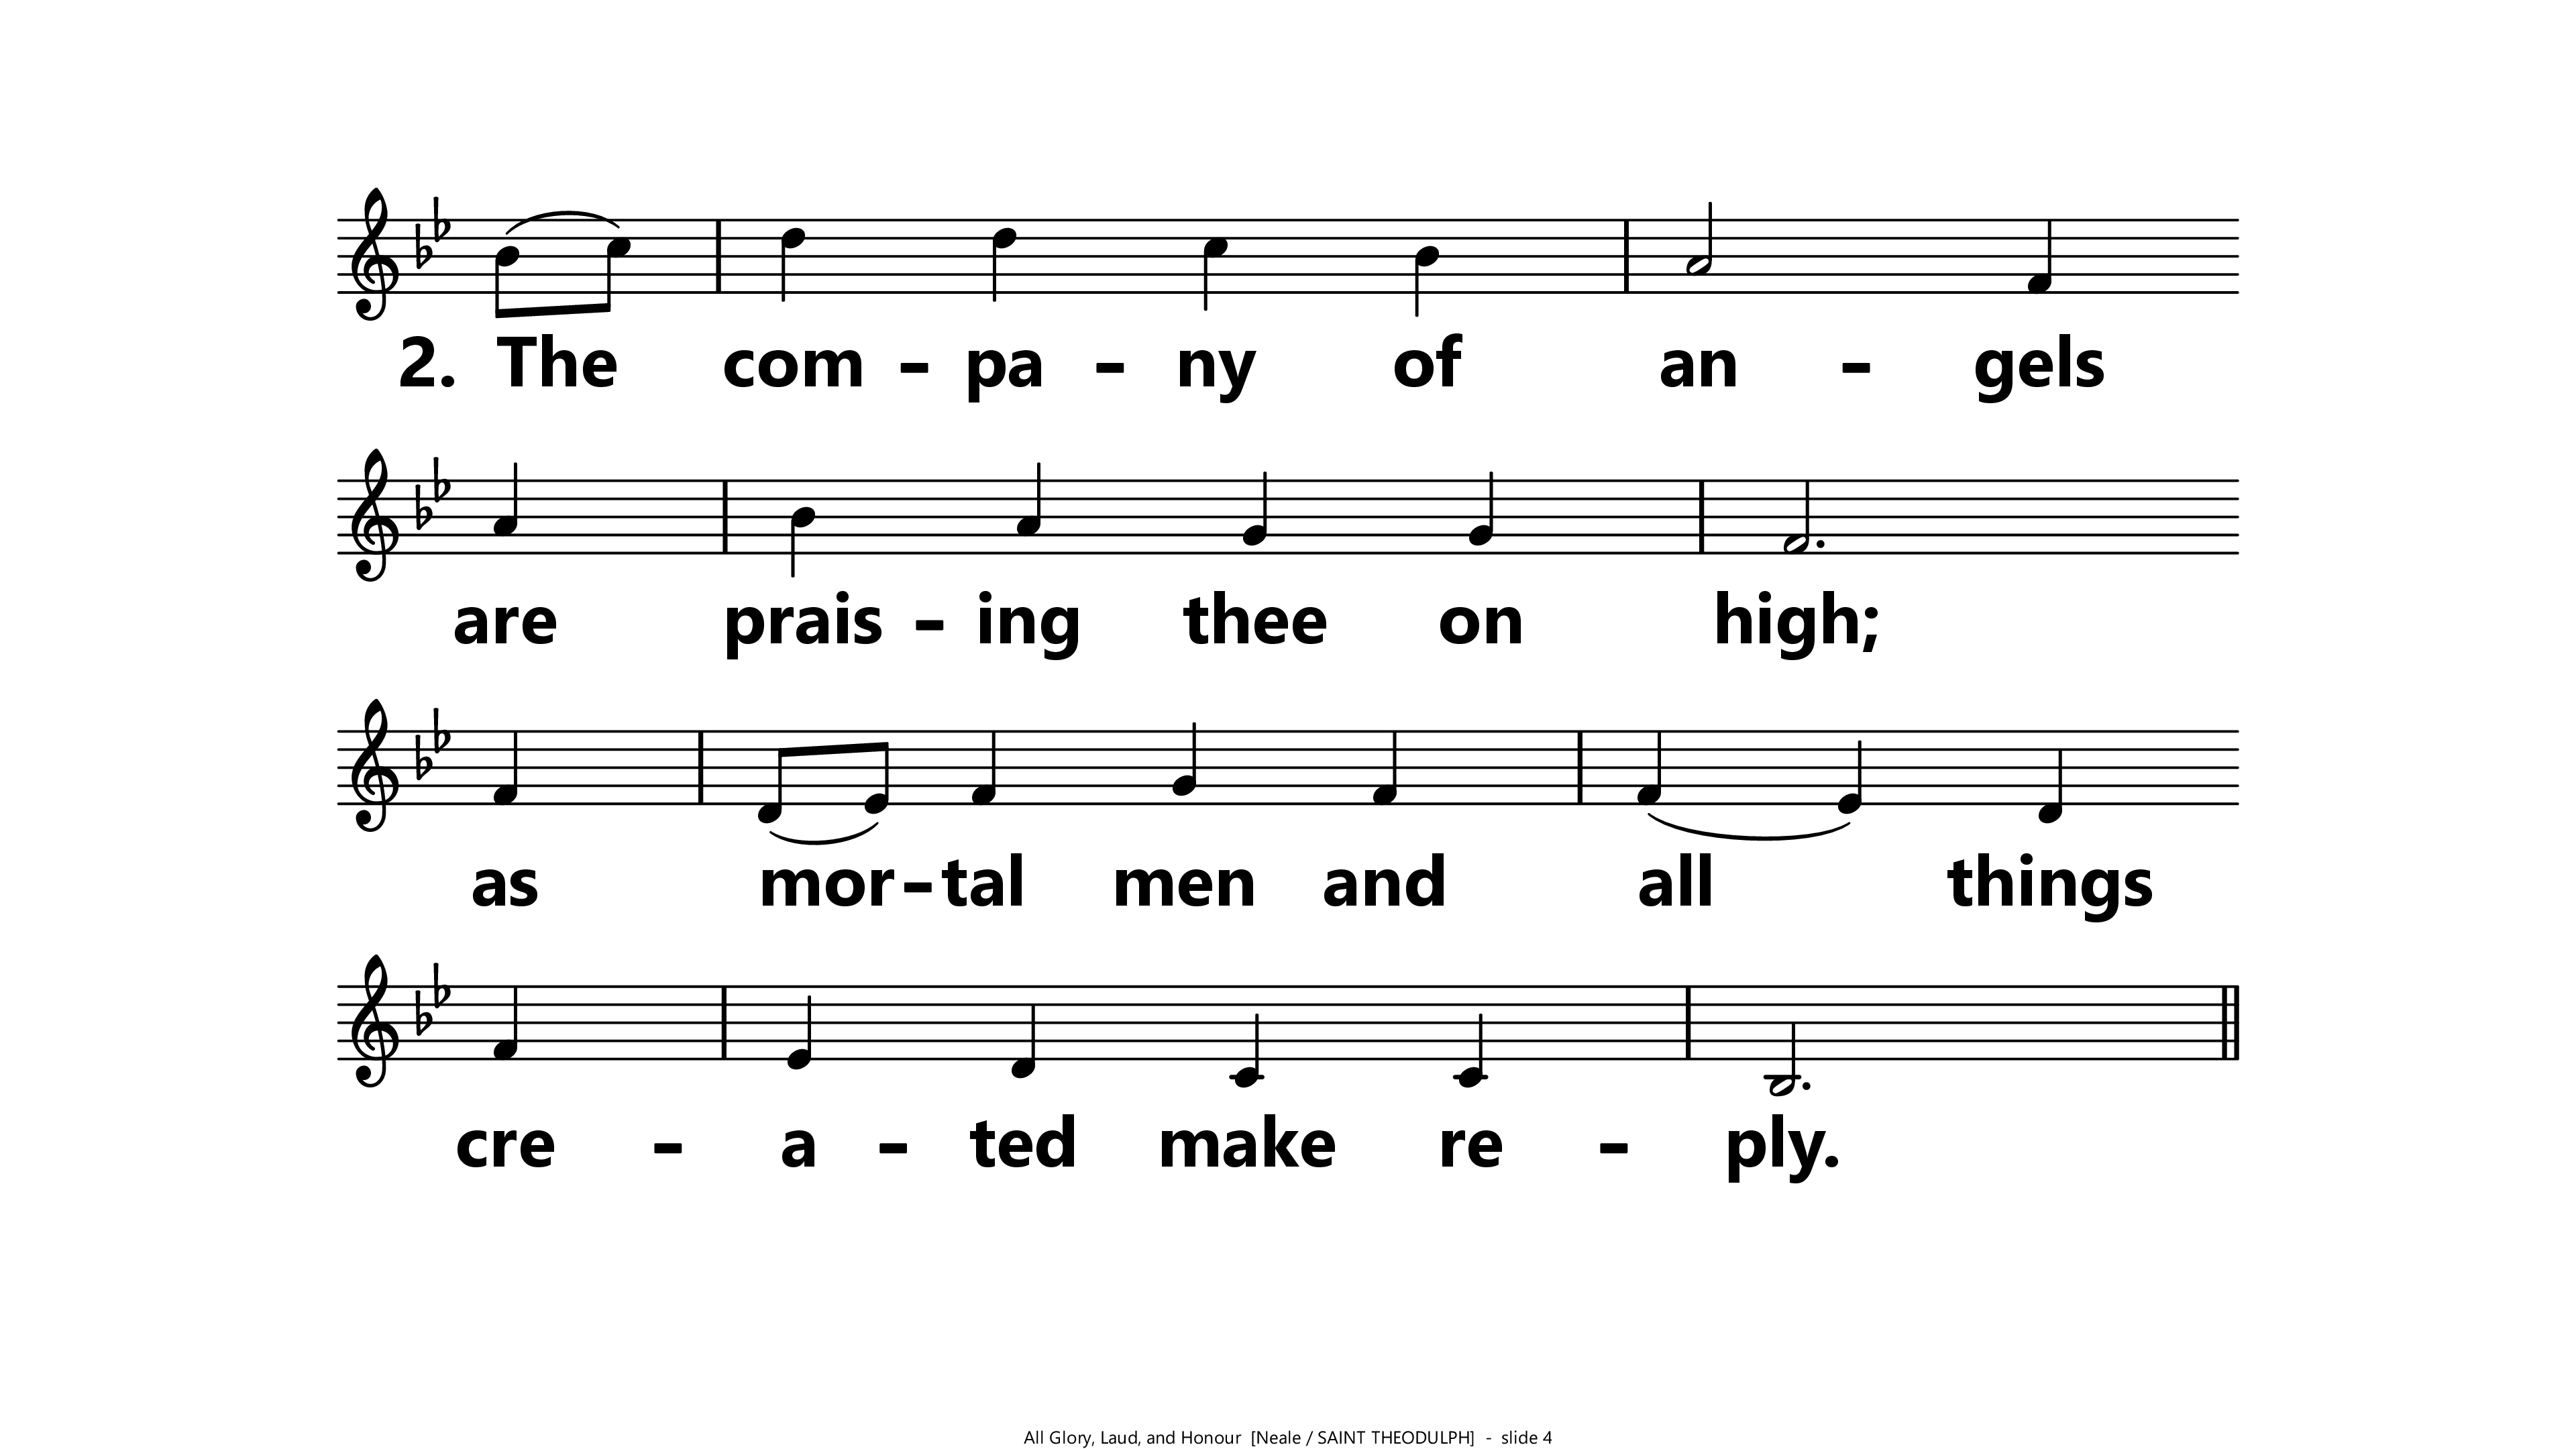 2. The com - pa - ny of an - gels
are prais - ing thee on high;
as mor - tal men and all things
cre - a - ted make re - ply.
All Glory, Laud, and Honour [Neale / SAINT THEODULPH] - slide 4